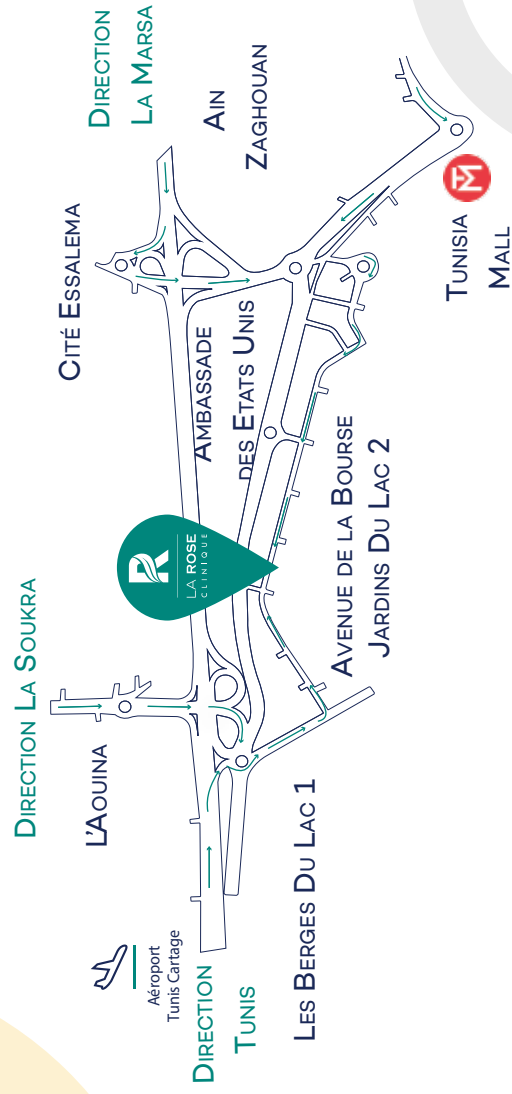 DIRECTION LA SOUKRA
L'AOUINA
Aéroport
Tunis Cartage
DIRECTION
TUNIS
LES BERGES DU LAC 1
CITÉ ESSALEMA
DIRECTION
LA MARSA
AIN
ZAGHOUAN
AMBASSADE
DES ETATS UNIS
R
LA ROSE
CLINIQUE
AVENUE DE LA BOURSE
JARDINS DU LAC 2
TM
TUNISIA
MALL